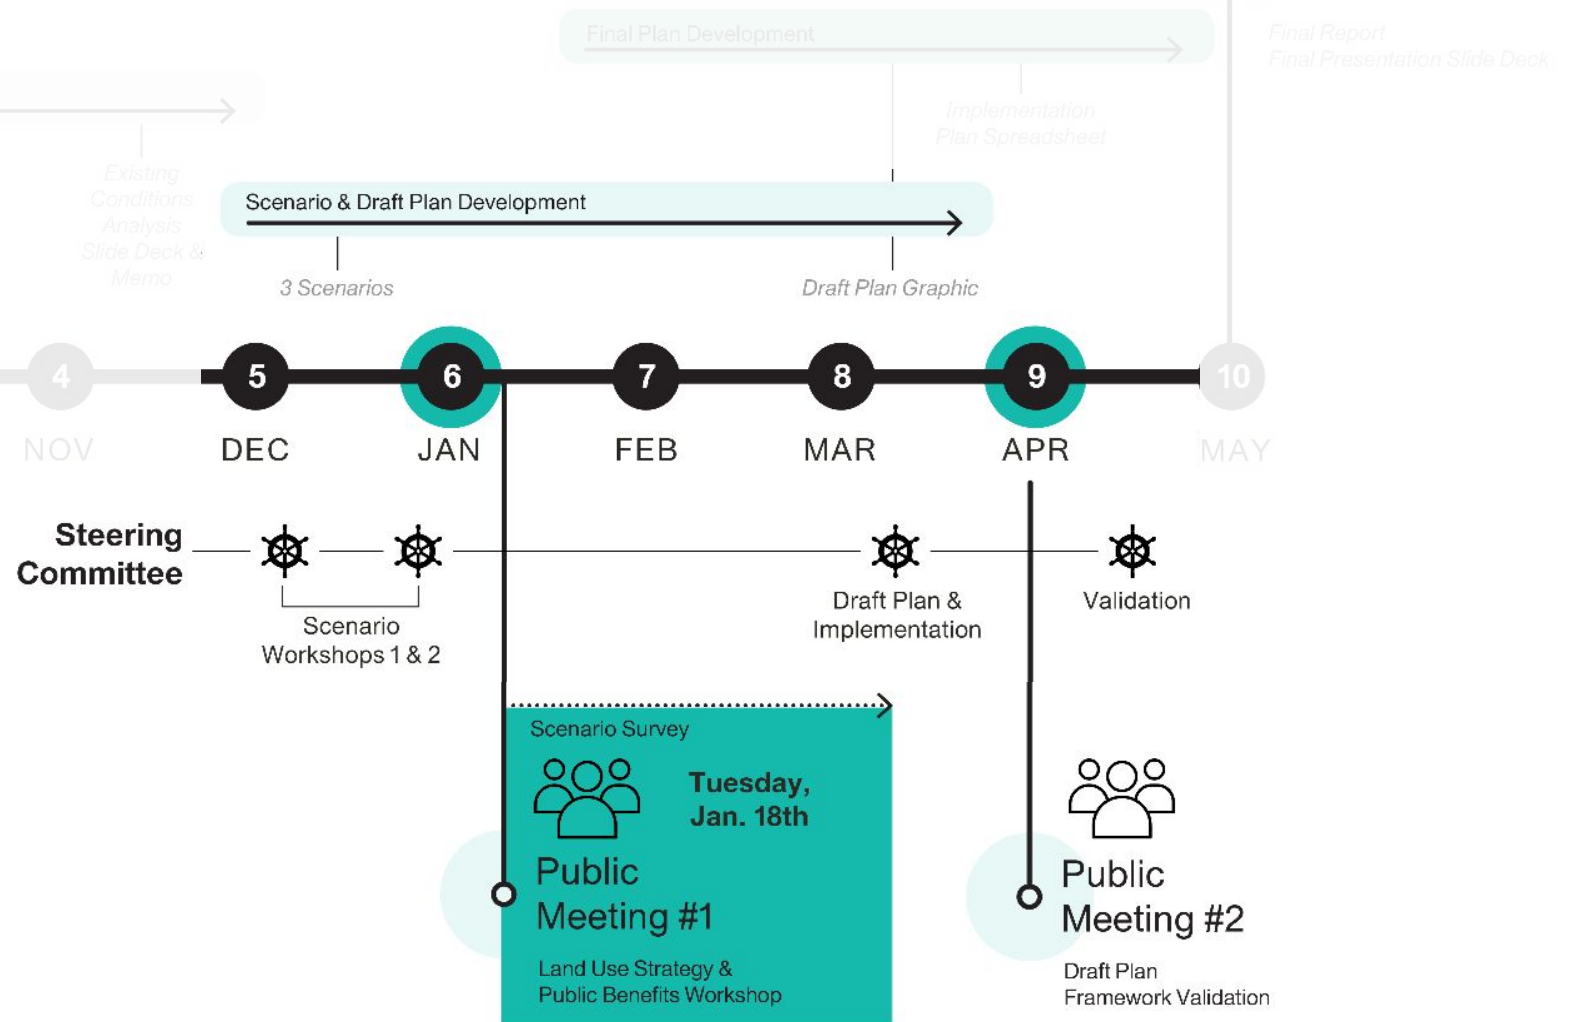 Final Plan Development
Final Report
Final Presentation Slide Deck
Implementation
Plan Spreadsheet
Existing
Conditions
Analysis
Slide Deck &
Memo
Scenario & Draft Plan Development
3 Scenarios
Draft Plan Graphic
4
5
6
7
8
9
10
NOV
DEC
JAN
FEB
MAR
APR
MAY
Steering
Committee
Scenario
Workshops 1 & 2
Draft Plan &
Implementation
Validation
Scenario Survey
Tuesday,
Jan. 18th
Public
Meeting #1
Land Use Strategy &
Public Benefits Workshop
Public
Meeting #2
Draft Plan
Framework Validation